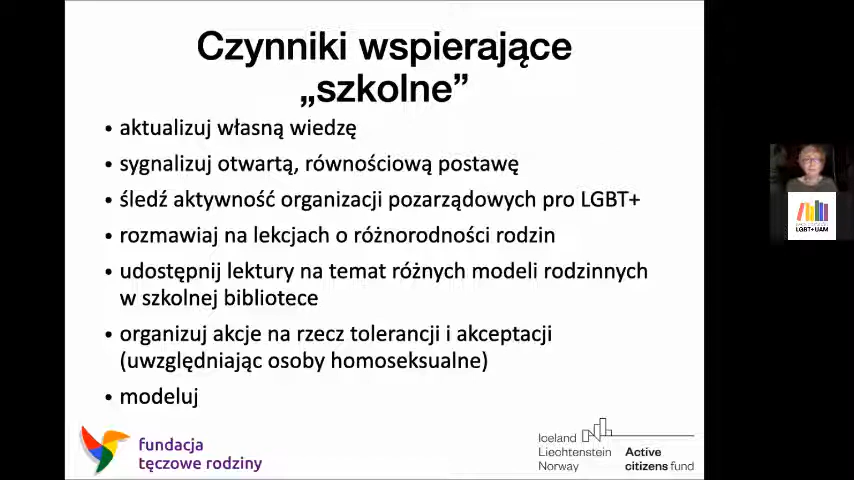 Czynniki wspierające
„szkolne”
• aktualizuj własną wiedzę
• sygnalizuj otwartą, równościową postawę
• śledź aktywność organizacji pozarządowych pro LGBT+
• rozmawiaj na lekcjach o różnorodności rodzin
• udostępnij lektury na temat różnych modeli rodzinnych
w szkolnej bibliotece
• organizuj akcje na rzecz tolerancji i akceptacji
(uwzględniając osoby homoseksualne)
• modeluj
fundacja
tęczowe rodziny
Iceland
Liechtenstein
Norway
Active
citizens fund
LGBT+UAM